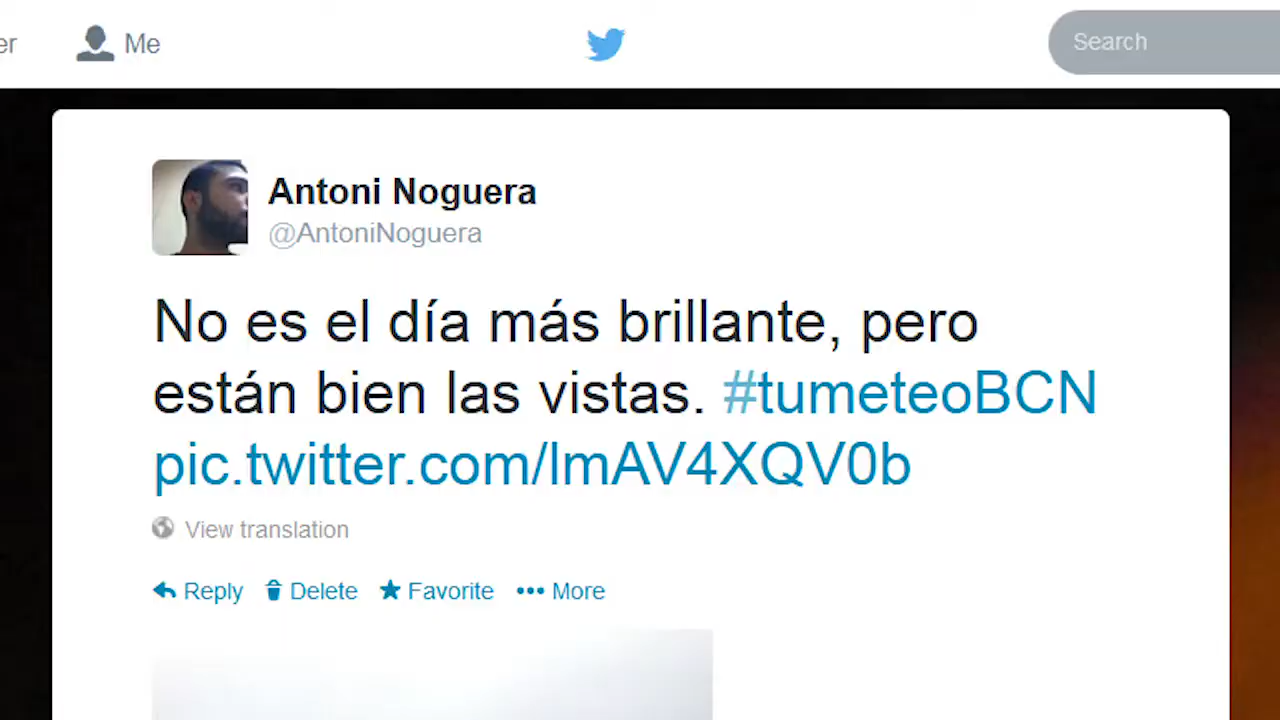 er Me Search
Antoni Noguera
@AntoniNoguera
No es el día más brillante, pero
están bien las vistas. #tumeteoBCN
pic.twitter.com/lmAV4XQV0b
View translation
Reply Delete Favorite More